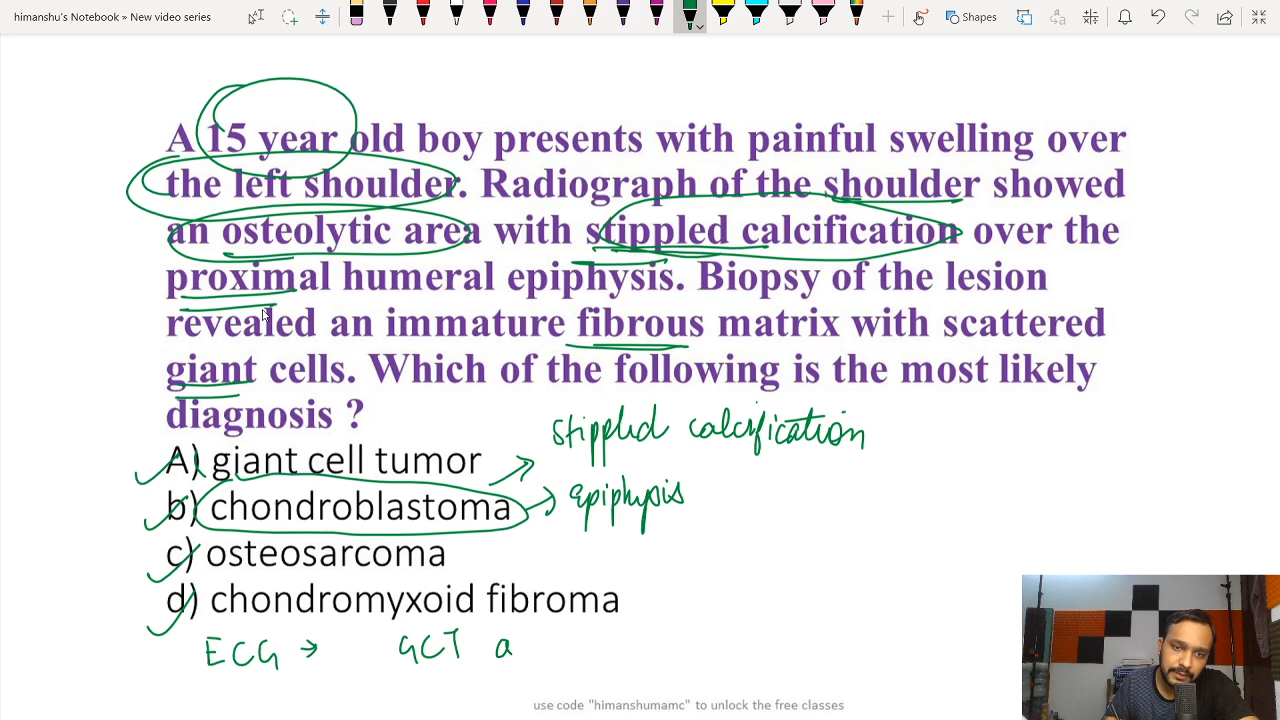 himanshu's Notebook » New video series
Shapes
A 15 year old boy presents with painful swelling over
the left shoulder. Radiograph of the shoulder showed
an osteolytic area with stippled calcification over the
proximal humeral epiphysis. Biopsy of the lesion
revealed an immature fibrous matrix with scattered
giant cells. Which of the following is the most likely
diagnosis ?
stippled calcification
A) giant cell tumor
epiphysis
b) chondroblastoma
c) osteosarcoma
d) chondromyxoid fibroma
ECG → GCT a
use code "himanshumamc" to unlock the free classes